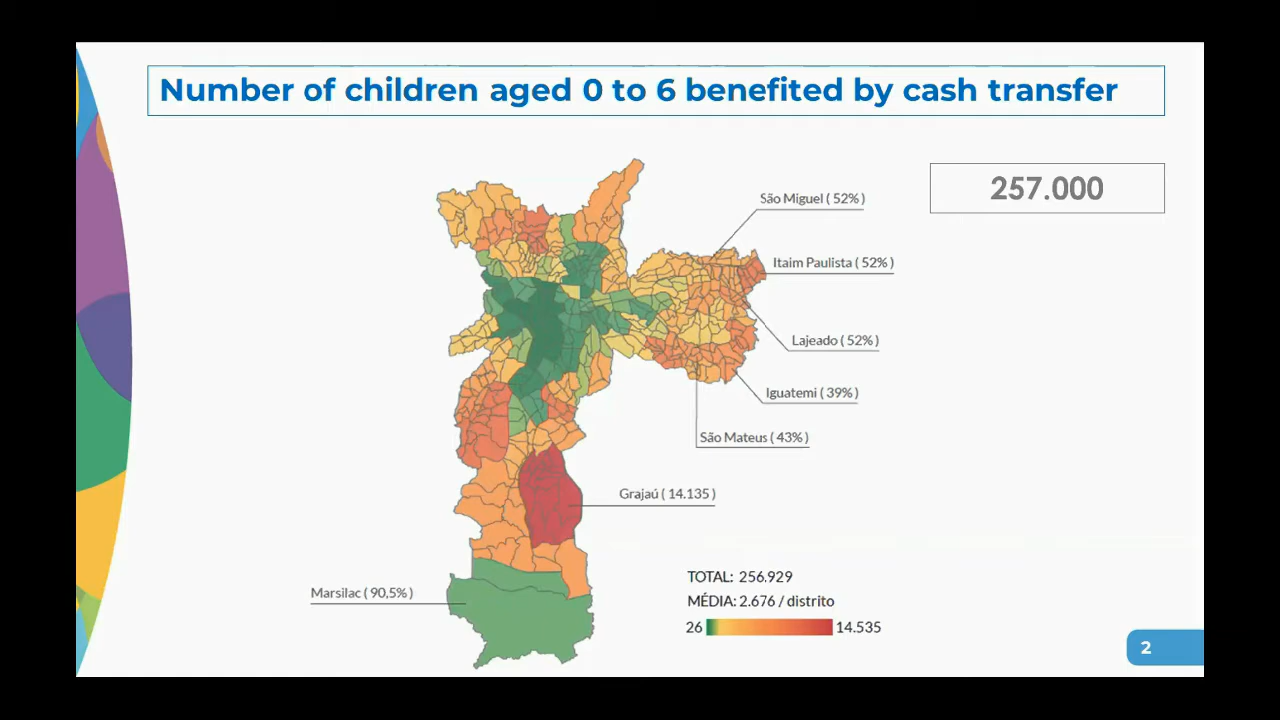 Number of children aged 0 to 6 benefited by cash transfer
257.000
São Miguel ( 52% )
Itaim Paulista ( 52% )
Lajeado ( 52% )
Iguatemi ( 39% )
São Mateus ( 43% )
Grajaú ( 14.135 )
Marsilac ( 90,5% )
TOTAL: 256.929
MÉDIA: 2.676 / distrito
26 14.535
2